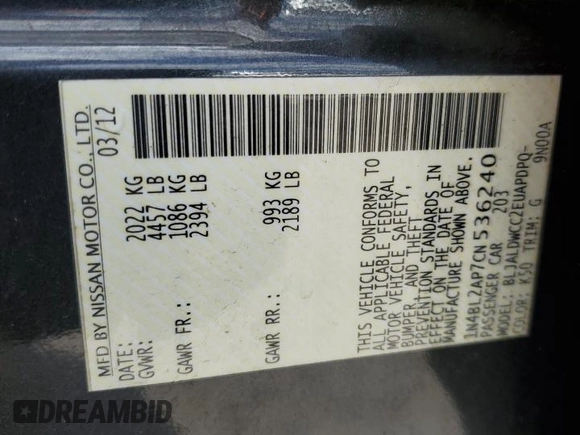 MFD BY NISSAN MOTOR CO., LTD.
DATE: 03/12
GVWR: 2022 KG
4457 LB
GAWR FR.: 1086 KG
2394 LB
GAWR RR.: 993 KG
2189 LB
THIS VEHICLE CONFORMS TO
ALL APPLICABLE FEDERAL
MOTOR VEHICLE SAFETY,
BUMPER, AND THEFT
PREVENTION STANDARDS IN
EFFECT ON THE DATE OF
MANUFACTURE SHOWN ABOVE.
1N4BL2AP7CN536240
PASSENGER CAR 203
MODEL: BLJALDWCC2EUAPDPQ-
COLOR: K50 TRIM: G 9N00A
DREAMBID